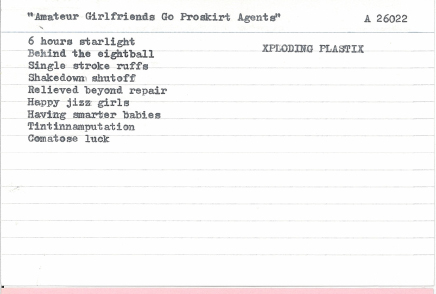 "Amateur Girlfriends Go Proskirt Agents" A 26022
6 hours starlight
Behind the eightball XPLODING PLASTIX
Single stroke ruffs
Shakedown shutoff
Relieved beyond repair
Happy jizz girls
Having smarter babies
Tintinnamputation
Comatose luck